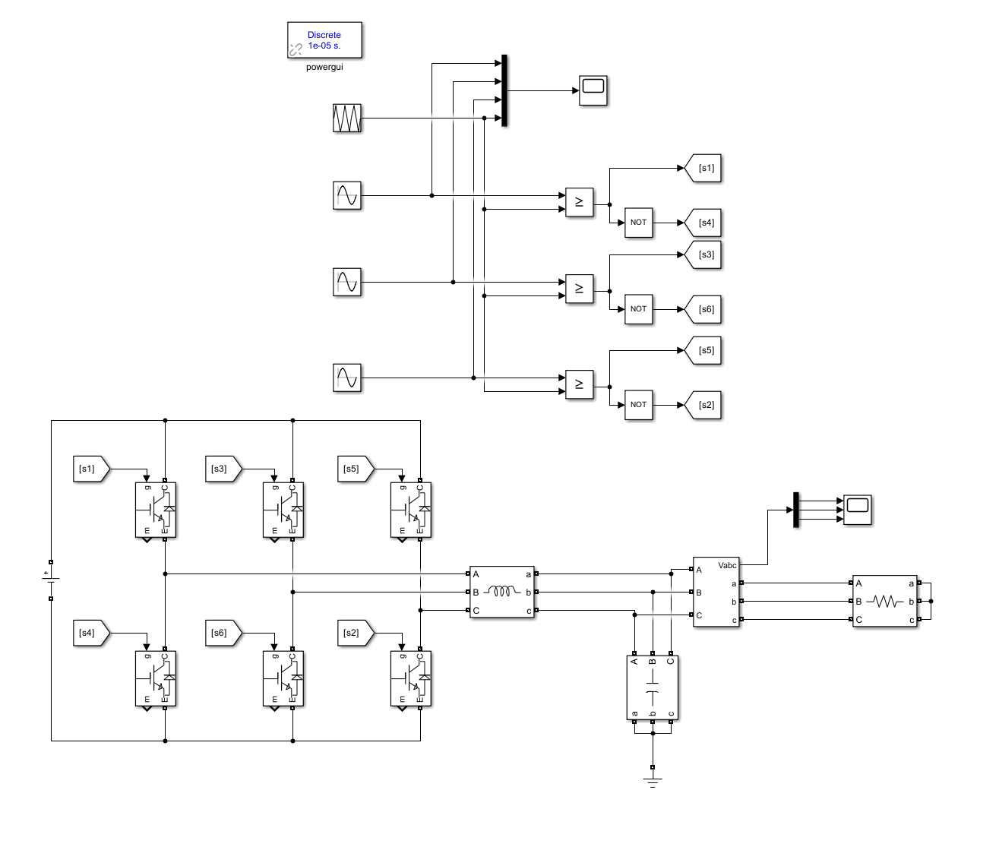 Discrete
1e-05 s.
powergui
[s1]
≥
NOT
[s4]
[s3]
≥
NOT
[s6]
[s5]
≥
NOT
[s2]
[s1]
[s3]
[s5]
g C
g C
g C
m E
m E
m E
+
A a
B b
C c
Vabc
A
a
B
b
C
c
A a
B b
C c
[s4]
[s6]
[s2]
g C
g C
g C
m E
m E
m E
A B C
a b c